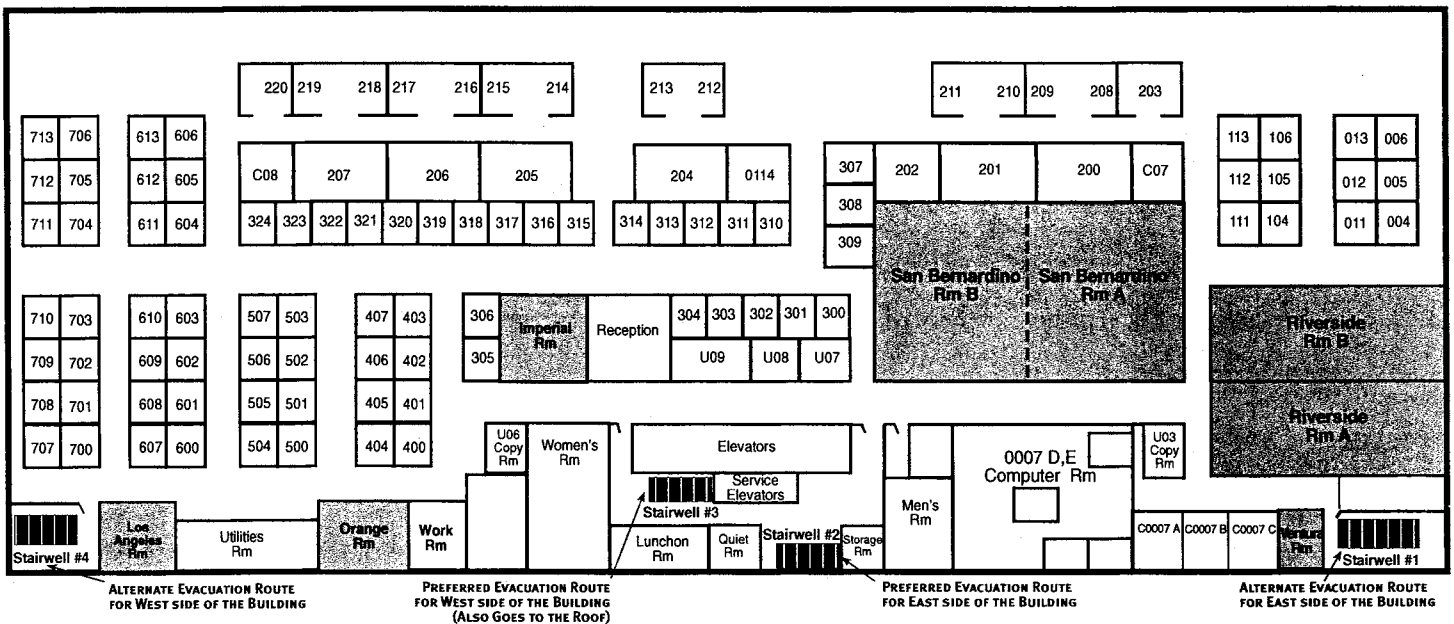 220 219 218 217 216 215 214
213 212
211 210 209 208 203
713 706
712 705
711 704
613 606
612 605
611 604
C08 207 206 205
324 323 322 321 320 319 318 317 316 315
204 0114
314 313 312 311 310
307
308
309
202 201 200 C07
San Bernardino
Rm B
San Bernardino
Rm A
113 106
112 105
111 104
013 006
012 005
011 004
710 703
709 702
708 701
707 700
610 603
609 602
608 601
607 600
507 503
506 502
505 501
504 500
407 403
406 402
405 401
404 400
306
305
Imperial
Rm
Reception
304 303 302 301 300
U09 U08 U07
Riverside
Rm B
Riverside
Rm A
U06
Copy
Rm
Women's
Rm
Elevators
Service
Elevators
Stairwell #3
Men's
Rm
0007 D,E
Computer Rm
U03
Copy
Rm
Stairwell #4
Los
Angeles
Rm
Utilities
Rm
Orange
Rm
Work
Rm
Lunchon
Rm
Quiet
Rm
Stairwell #2
Storage
Rm
C0007 A C0007 B C0007 C
Ventura
Rm
Stairwell #1
ALTERNATE EVACUATION ROUTE
FOR WEST SIDE OF THE BUILDING
PREFERRED EVACUATION ROUTE
FOR WEST SIDE OF THE BUILDING
(ALSO GOES TO THE ROOF)
PREFERRED EVACUATION ROUTE
FOR EAST SIDE OF THE BUILDING
ALTERNATE EVACUATION ROUTE
FOR EAST SIDE OF THE BUILDING